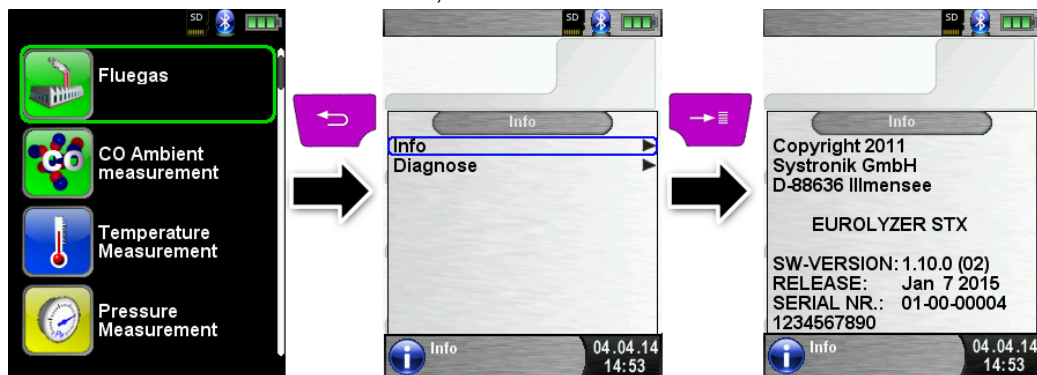 SD
Fluegas
CO
CO Ambient
measurement
Temperature
Measurement
Pressure
Measurement
SD
Info
Info
Diagnose
Info
04.04.14
14:53
SD
Info
Copyright 2011
Systronik GmbH
D-88636 Illmensee
EUROLYZER STX
SW-VERSION: 1.10.0 (02)
RELEASE: Jan 7 2015
SERIAL NR.: 01-00-00004
1234567890
Info
04.04.14
14:53